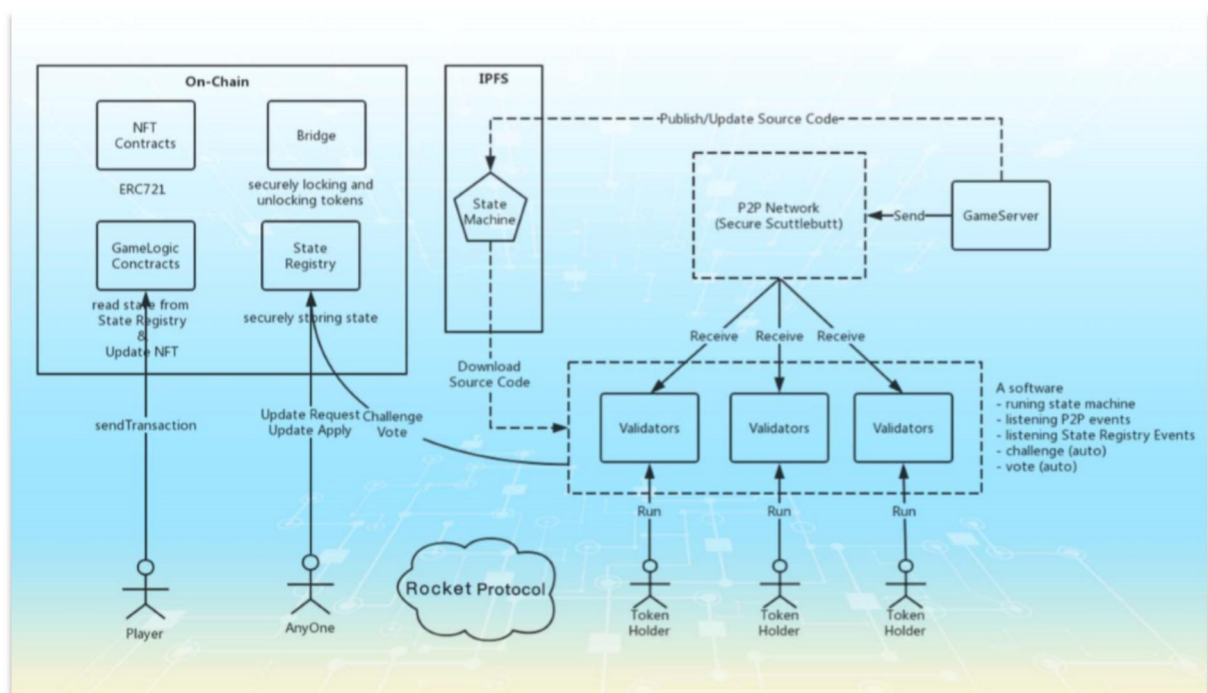 On-Chain
NFT
Contracts
ERC721
Bridge
securely locking and
unlocking tokens
GameLogic
Conctracts
read state from
State Registry
&
Update NFT
State
Registry
securely storing state
IPFS
State
Machine
Publish/Update Source Code
P2P Network
(Secure Scuttlebutt)
Send
GameServer
Receive
Receive
Receive
Download
Source Code
Validators
Validators
Validators
A software
- runing state machine
- listening P2P events
- listening State Registry Events
- challenge (auto)
- vote (auto)
sendTransaction
Update Request
Update Apply
Challenge
Vote
Run
Run
Run
Rocket Protocol
Player
AnyOne
Token
Holder
Token
Holder
Token
Holder